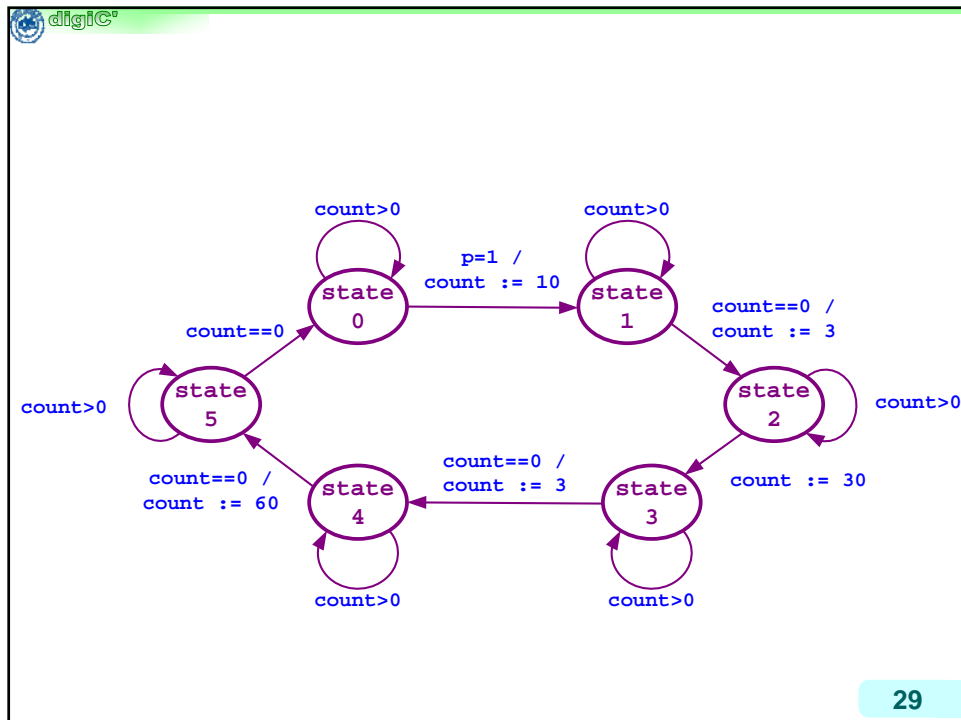 digiC'
count>0
count>0
p=1 /
count := 10
state
0
state
1
count==0 /
count := 3
count==0
state
5
count>0
state
2
count>0
count==0 /
count := 60
count==0 /
count := 3
count := 30
state
4
state
3
count>0
count>0
29